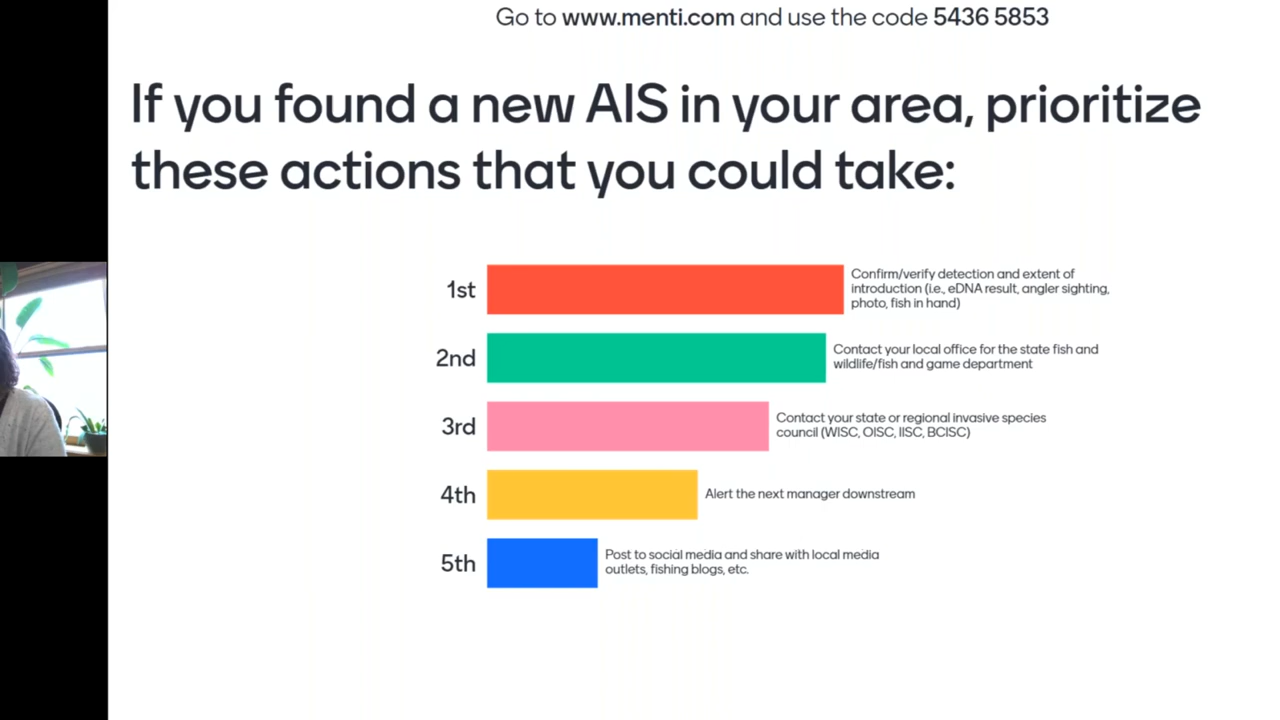 Go to www.menti.com and use the code 5436 5853
If you found a new AIS in your area, prioritize
these actions that you could take:
1st
Confirm/verify detection and extent of
introduction (i.e., eDNA result, angler sighting,
photo, fish in hand)
2nd
Contact your local office for the state fish and
wildlife/fish and game department
3rd
Contact your state or regional invasive species
council (WISC, OISC, IISC, BCISC)
4th
Alert the next manager downstream
5th
Post to social media and share with local media
outlets, fishing blogs, etc.